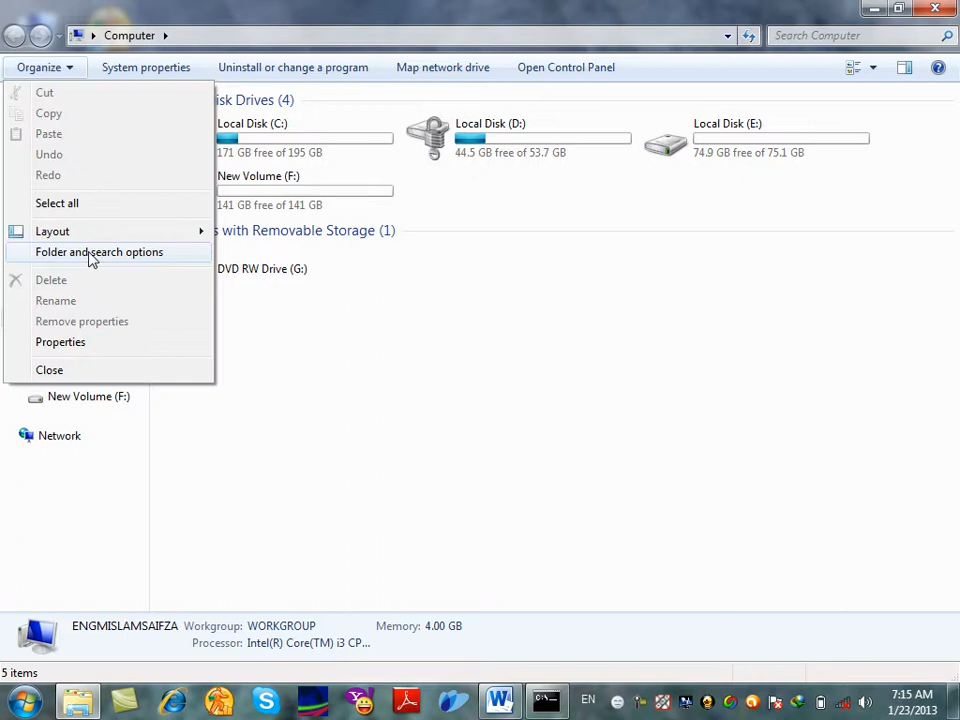 Computer
Search Computer
Organize
System properties
Uninstall or change a program
Map network drive
Open Control Panel
Cut
Copy
Paste
Undo
Redo
Select all
Layout
Folder and search options
Delete
Rename
Remove properties
Properties
Close
isk Drives (4)
Local Disk (C:)
171 GB free of 195 GB
Local Disk (D:)
44.5 GB free of 53.7 GB
Local Disk (E:)
74.9 GB free of 75.1 GB
New Volume (F:)
141 GB free of 141 GB
s with Removable Storage (1)
DVD RW Drive (G:)
New Volume (F:)
Network
ENGMISLAMSAIFZA Workgroup: WORKGROUP Memory: 4.00 GB
Processor: Intel(R) Core(TM) i3 CP...
5 items
EN
7:15 AM
1/23/2013